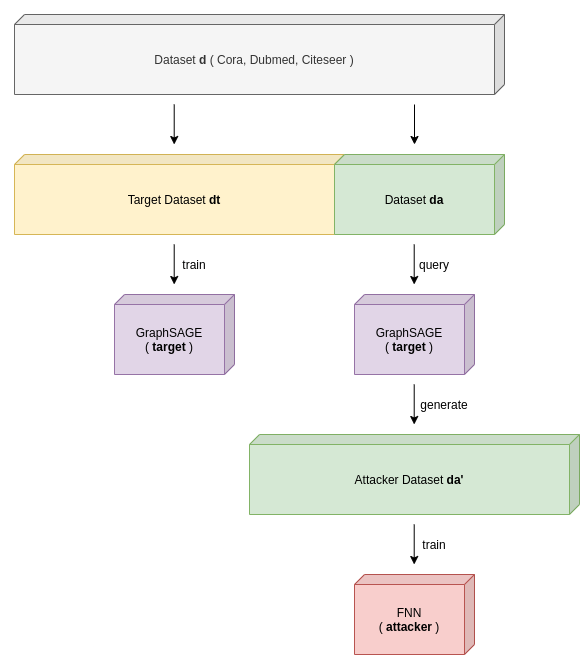 Dataset d ( Cora, Dubmed, Citeseer )
Target Dataset dt
Dataset da
train
query
GraphSAGE
( target )
GraphSAGE
( target )
generate
Attacker Dataset da'
train
FNN
( attacker )